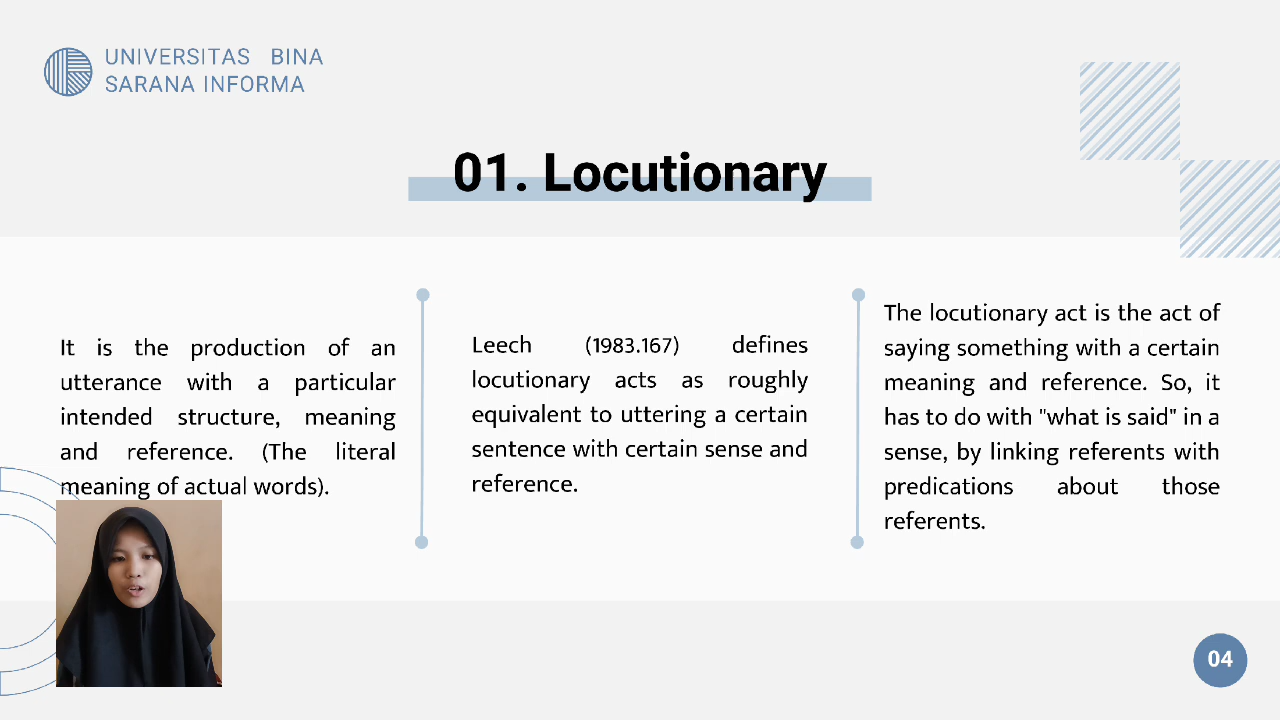 UNIVERSITAS BINA
SARANA INFORMA
01. Locutionary
It is the production of an
utterance with a particular
intended structure, meaning
and reference. (The literal
meaning of actual words).
Leech (1983.167) defines
locutionary acts as roughly
equivalent to uttering a certain
sentence with certain sense and
reference.
The locutionary act is the act of
saying something with a certain
meaning and reference. So, it
has to do with "what is said" in a
sense, by linking referents with
predications about those
referents.
04